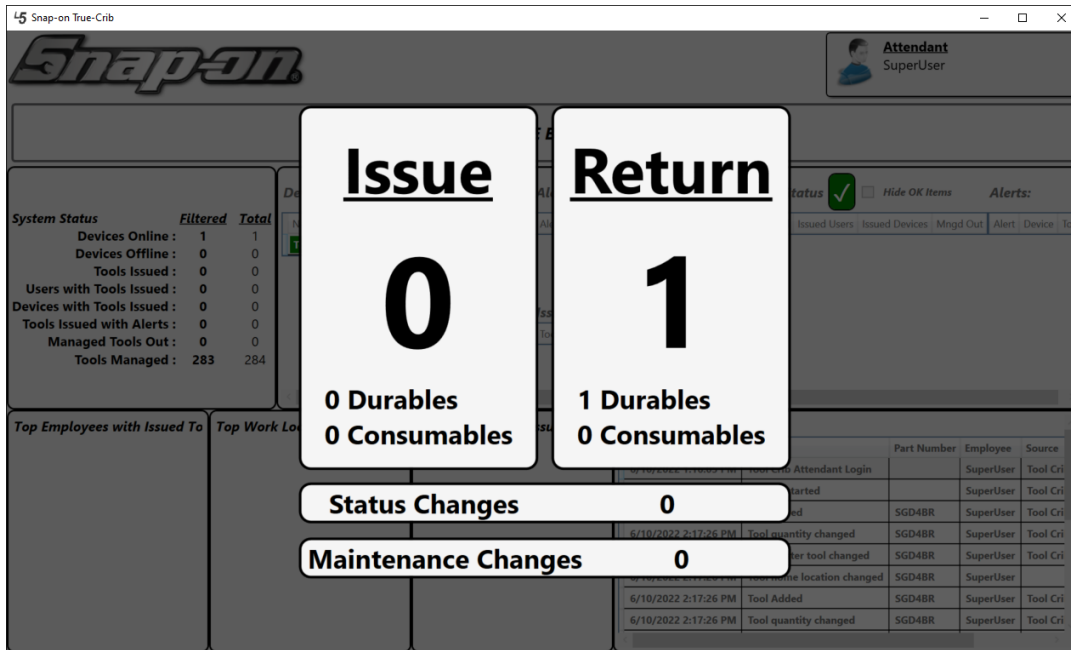 Snap-on True-Crib
Snap-on
Attendant
SuperUser
Issue
0
0 Durables
0 Consumables
Return
1
1 Durables
0 Consumables
Status Changes 0
Maintenance Changes 0
System Status Filtered Total
Devices Online : 1 1
Devices Offline : 0 0
Tools Issued : 0 0
Users with Tools Issued : 0 0
Devices with Tools Issued : 0 0
Tools Issued with Alerts : 0 0
Managed Tools Out : 0 0
Tools Managed : 283 284
Hide OK Items Alerts:
Issued Users Issued Devices Mngd Out Alert Device
Top Employees with Issued To
Top Work
Part Number Employee Source
Tool Crib Attendant Login SuperUser Tool Cri
SuperUser Tool Cri
SGD4BR SuperUser Tool Cri
6/10/2022 2:17:26 PM Tool quantity changed SGD4BR SuperUser Tool Cri
tool changed SGD4BR SuperUser Tool Cri
location changed SGD4BR SuperUser
6/10/2022 2:17:26 PM Tool Added SGD4BR SuperUser Tool Cri
6/10/2022 2:17:26 PM Tool quantity changed SGD4BR SuperUser Tool Cri